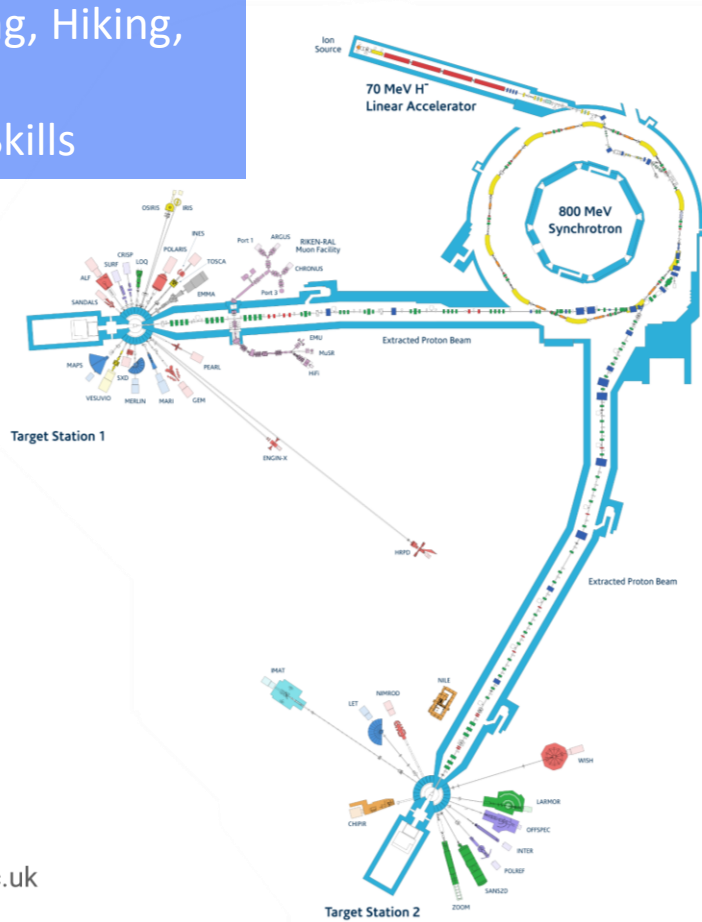 g, Hiking,
Skills
Ion
Source
70 MeV H⁻
Linear Accelerator
800 MeV
Synchrotron
OSIRIS
IRIS
INES
POLARIS
TOSCA
CRISP
LOQ
SURF
ALF
SANDALS
EMMA
Port 1
ARGUS
RIKEN-RAL
Muon Facility
CHRONUS
Port 3
Extracted Proton Beam
EMU
MuSR
HiFi
MAPS
VESUVIO
SXD
MERLIN
MARI
GEM
PEARL
Target Station 1
ENGIN-X
HRPD
Extracted Proton Beam
IMAT
LET
NIMROD
NILE
WISH
CHIPIR
LARMOR
OFFSPEC
INTER
POLREF
SANS2D
ZOOM
.uk
Target Station 2